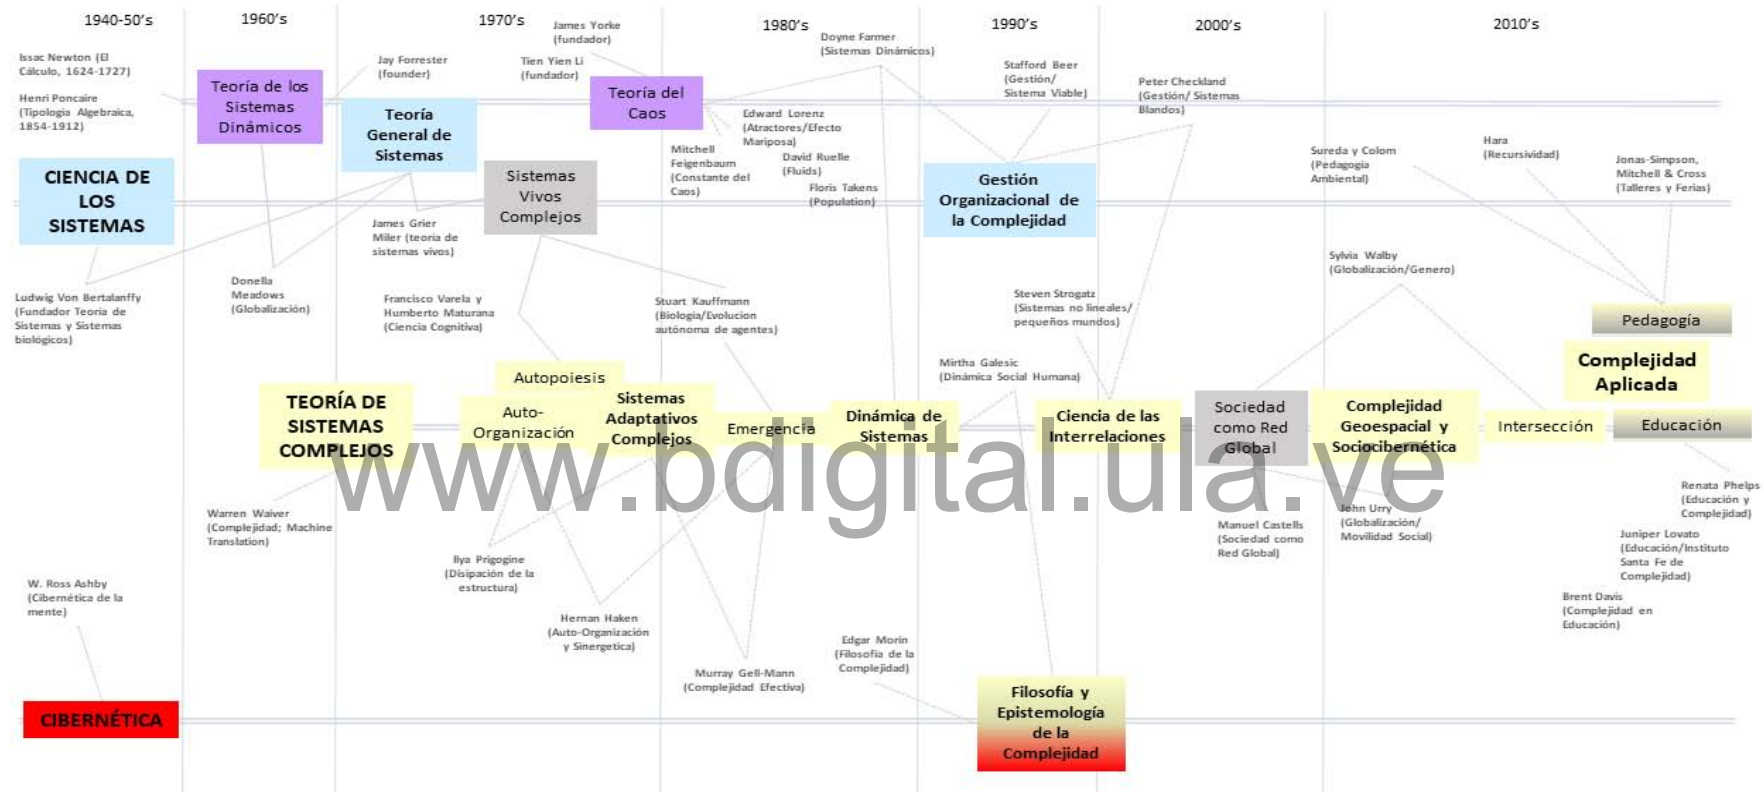 1940-50's
1960's
1970's
1980's
1990's
2000's
2010's
Issac Newton (El
Cálculo, 1624-1727)
Henri Poncaire
(Tipologia Algebraica,
1854-1912)
Teoría de los
Sistemas
Dinámicos
Jay Forrester
(founder)
Teoría
General de
Sistemas
James Yorke
(fundador)
Tien Yien Li
(fundador)
Teoría del
Caos
Doyne Farmer
(Sistemas Dinámicos)
Edward Lorenz
(Atractores/Efecto
Mariposa)
Mitchell
Feigenbaum
(Constante del
Caos)
David Ruelle
(Fluids)
Floris Takens
(Population)
Stafford Beer
(Gestión/
Sistema Viable)
Peter Checkland
(Gestión/ Sistemas
Blandos)
Sureda y Colom
(Pedagogía
Ambiental)
Hara
(Recursividad)
Jonas-Simpson,
Mitchell & Cross
(Talleres y Ferias)
CIENCIA DE
LOS
SISTEMAS
Sistemas
Vivos
Complejos
Gestión
Organizacional de
la Complejidad
James Grier
Miler (teoria de
sistemas vivos)
Ludwig Von Bertalanffy
(Fundador Teoria de
Sistemas y Sistemas
biológicos)
Donella
Meadows
(Globalización)
Francisco Varela y
Humberto Maturana
(Ciencia Cognitiva)
Stuart Kauffmann
(Biologia/Evolucion
autónoma de agentes)
Steven Strogatz
(Sistemas no lineales/
pequeños mundos)
Sylvia Walby
(Globalización/Genero)
Mirtha Galesic
(Dinámica Social Humana)
Pedagogía
Complejidad
Aplicada
Educación
TEORÍA DE
SISTEMAS
COMPLEJOS
Autopoiesis
Auto-
Organización
Sistemas
Adaptativos
Complejos
Emergencia
Dinámica de
Sistemas
Ciencia de las
Interrelaciones
Sociedad
como Red
Global
Complejidad
Geoespacial y
Sociocibernética
Intersección
www.bdigital.ula.ve
Warren Waiver
(Complejidad; Machine
Translation)
Ilya Prigogine
(Disipación de la
estructura)
Hernan Haken
(Auto-Organización
y Sinergetica)
Murray Gell-Mann
(Complejidad Efectiva)
Edgar Morin
(Filosofia de la
Complejidad)
Manuel Castells
(Sociedad como
Red Global)
John Urry
(Globalización/
Movilidad Social)
Renata Phelps
(Educación y
Complejidad)
Juniper Lovato
(Educación/Instituto
Santa Fe de
Complejidad)
Brent Davis
(Complejidad en
Educación)
W. Ross Ashby
(Cibernética de la
mente)
CIBERNÉTICA
Filosofía y
Epistemología
de la
Complejidad